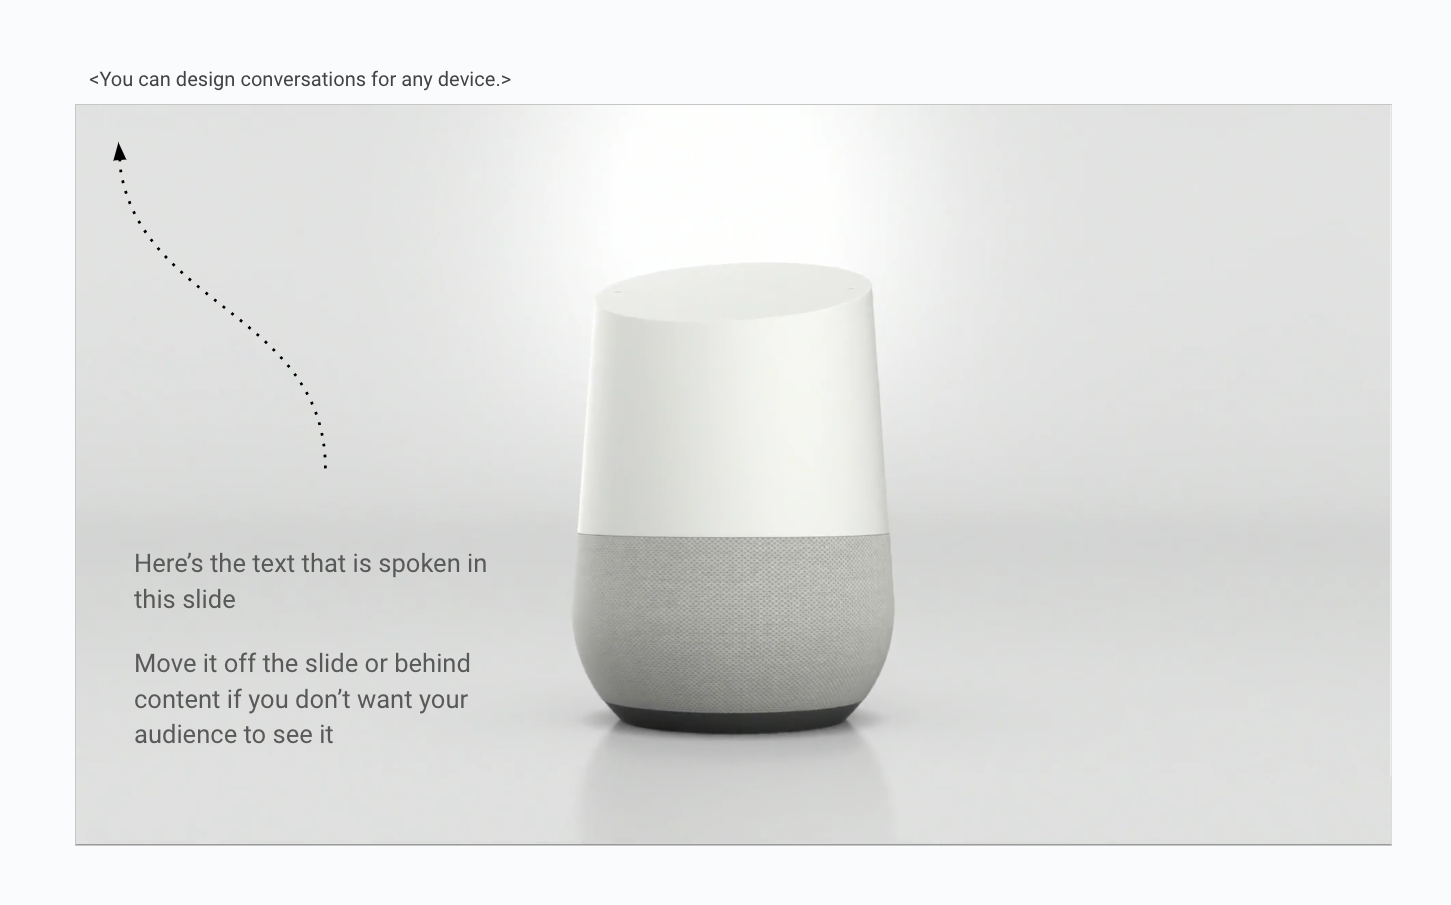 <You can design conversations for any device.>
Here’s the text that is spoken in
this slide
Move it off the slide or behind
content if you don’t want your
audience to see it